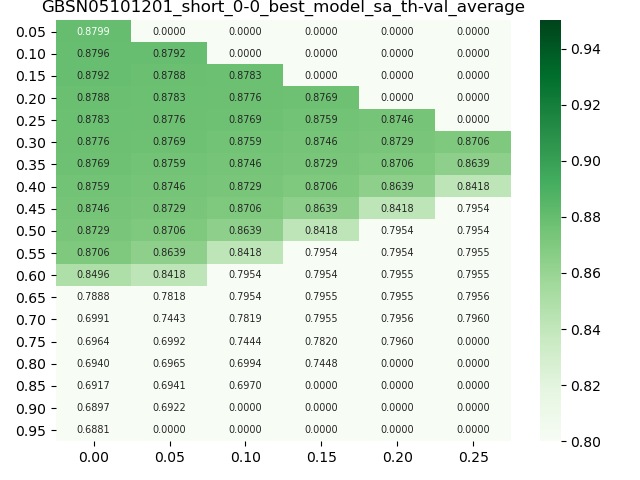 GBSN05101201_short_0-0_best_model_sa_th-val_average
0.05 0.8799 0.0000 0.0000 0.0000 0.0000 0.0000
0.10 0.8796 0.8792 0.0000 0.0000 0.0000 0.0000
0.15 0.8792 0.8788 0.8783 0.0000 0.0000 0.0000
0.20 0.8788 0.8783 0.8776 0.8769 0.0000 0.0000
0.25 0.8783 0.8776 0.8769 0.8759 0.8746 0.0000
0.30 0.8776 0.8769 0.8759 0.8746 0.8729 0.8706
0.35 0.8769 0.8759 0.8746 0.8729 0.8706 0.8639
0.40 0.8759 0.8746 0.8729 0.8706 0.8639 0.8418
0.45 0.8746 0.8729 0.8706 0.8639 0.8418 0.7954
0.50 0.8729 0.8706 0.8639 0.8418 0.7954 0.7954
0.55 0.8706 0.8639 0.8418 0.7954 0.7954 0.7955
0.60 0.8496 0.8418 0.7954 0.7954 0.7955 0.7955
0.65 0.7888 0.7818 0.7954 0.7955 0.7955 0.7956
0.70 0.6991 0.7443 0.7819 0.7955 0.7956 0.7960
0.75 0.6964 0.6992 0.7444 0.7820 0.7960 0.0000
0.80 0.6940 0.6965 0.6994 0.7448 0.0000 0.0000
0.85 0.6917 0.6941 0.6970 0.0000 0.0000 0.0000
0.90 0.6897 0.6922 0.0000 0.0000 0.0000 0.0000
0.95 0.6881 0.0000 0.0000 0.0000 0.0000 0.0000
0.00 0.05 0.10 0.15 0.20 0.25
0.94
0.92
0.90
0.88
0.86
0.84
0.82
0.80